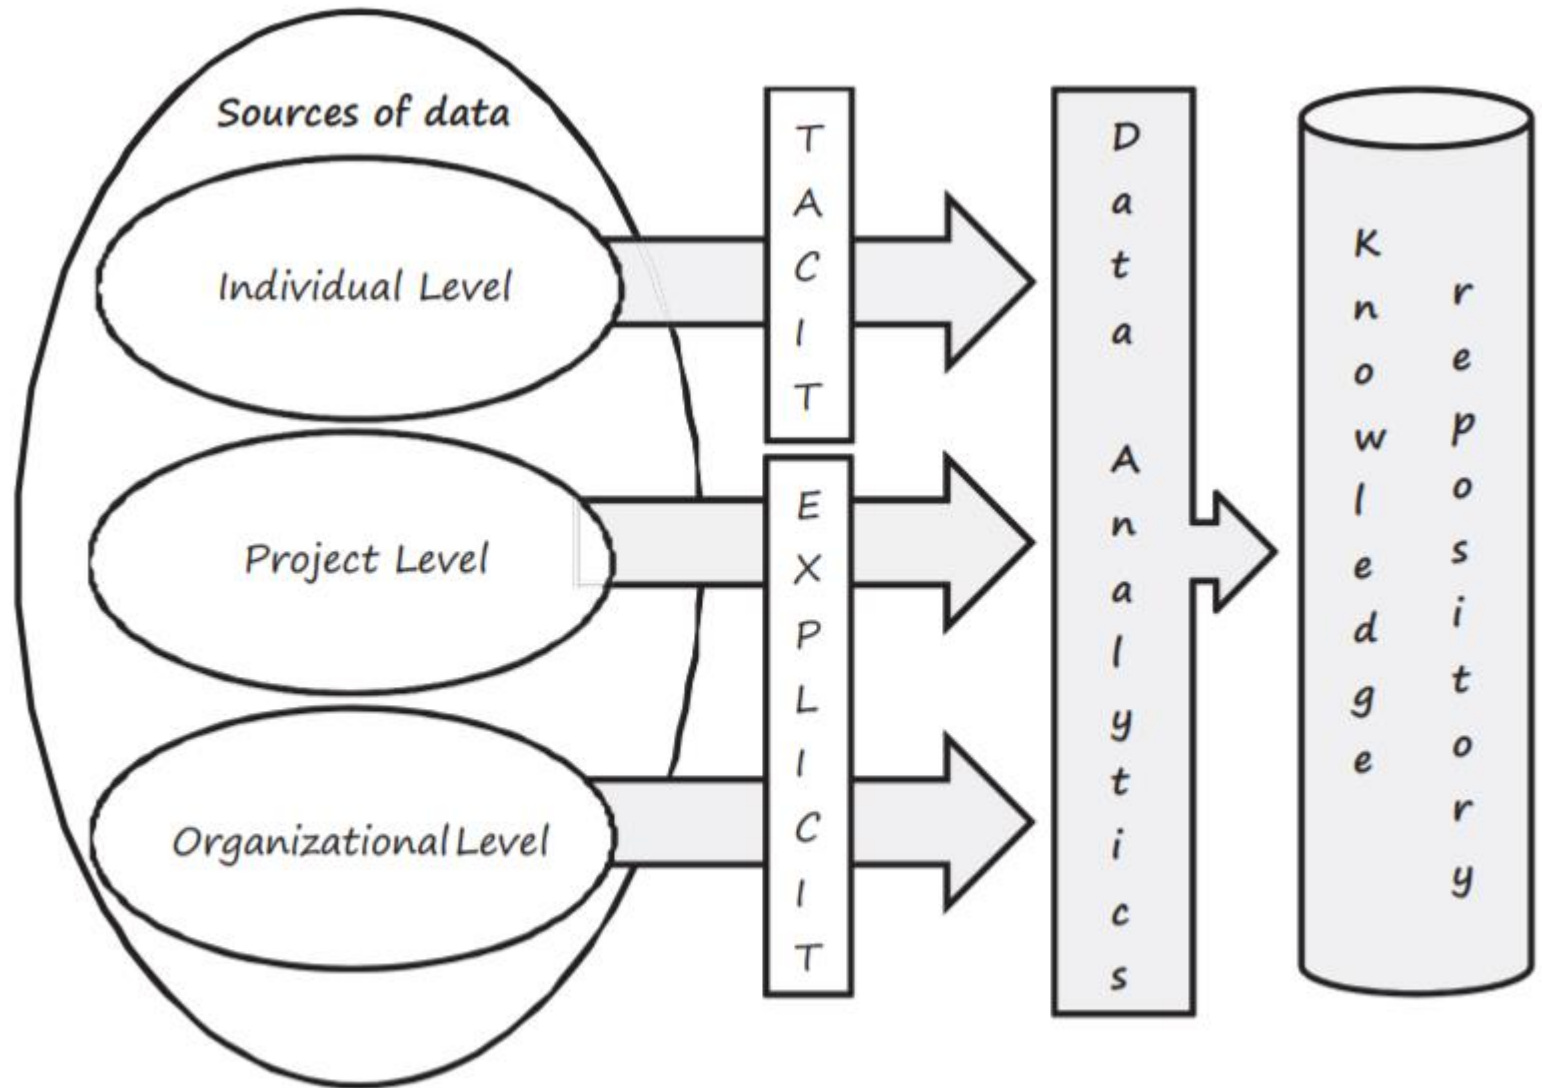 Sources of data
Individual Level
Project Level
Organizational Level
TACIT
EXPLICIT
Data Analytics
Knowledge
repository